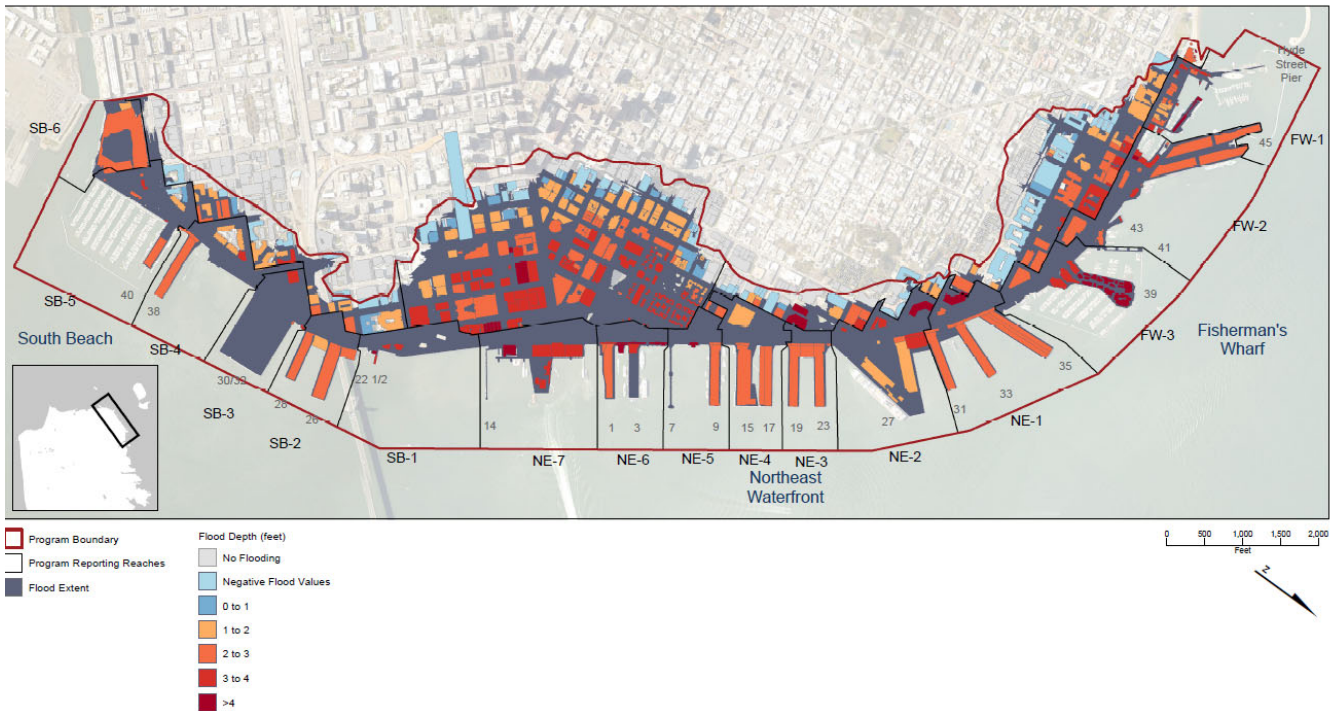 Hyde
Street
Pier
SB-6
45
FW-1
43
FW-2
41
SB-5
40
39
38
South Beach
SB-4
Fisherman's
Wharf
FW-3
30/32
22 1/2
35
SB-3
28
33
26
31
14
1
3
7
9
15
17
19
23
27
NE-1
SB-2
SB-1
NE-7
NE-6
NE-5
NE-4
NE-3
NE-2
Northeast
Waterfront
Program Boundary
Program Reporting Reaches
Flood Extent
Flood Depth (feet)
No Flooding
Negative Flood Values
0 to 1
1 to 2
2 to 3
3 to 4
>4
0 500 1,000 1,500 2,000
Feet
Z